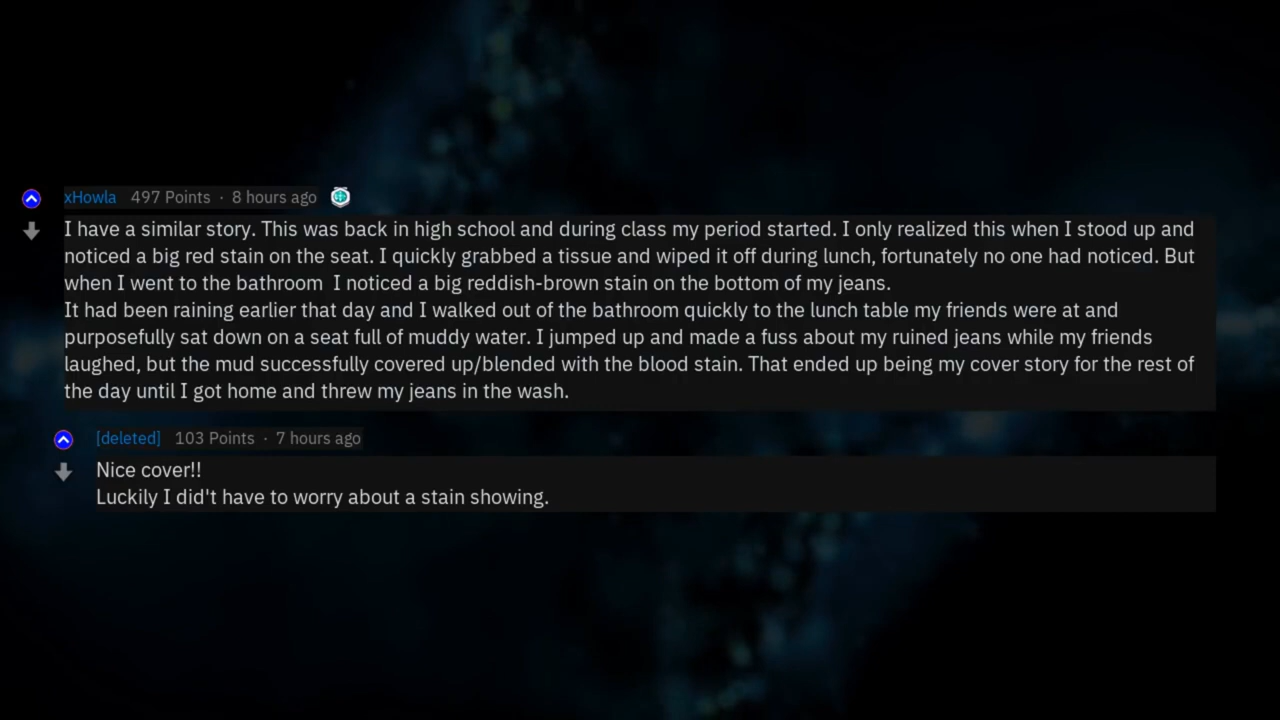 xHowla 497 Points · 8 hours ago
I have a similar story. This was back in high school and during class my period started. I only realized this when I stood up and
noticed a big red stain on the seat. I quickly grabbed a tissue and wiped it off during lunch, fortunately no one had noticed. But
when I went to the bathroom  I noticed a big reddish-brown stain on the bottom of my jeans.
It had been raining earlier that day and I walked out of the bathroom quickly to the lunch table my friends were at and
purposefully sat down on a seat full of muddy water. I jumped up and made a fuss about my ruined jeans while my friends
laughed, but the mud successfully covered up/blended with the blood stain. That ended up being my cover story for the rest of
the day until I got home and threw my jeans in the wash.
[deleted] 103 Points · 7 hours ago
Nice cover!!
Luckily I did't have to worry about a stain showing.